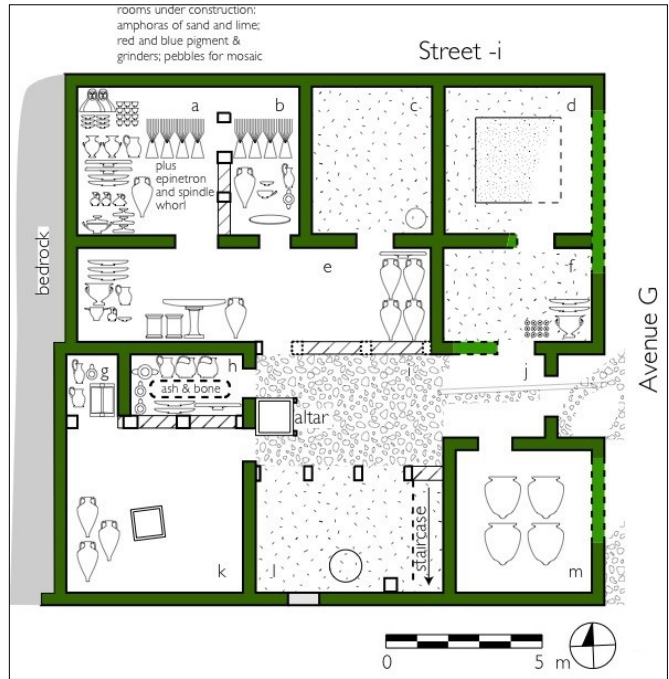 rooms under construction:
amphoras of sand and lime;
red and blue pigment &
grinders; pebbles for mosaic
Street -i
a
b
c
d
plus
epinetron
and spindle
whorl
bedrock
e
f
Avenue G
g
h
ash & bone
i
j
altar
staircase
k
l
m
0 5 m